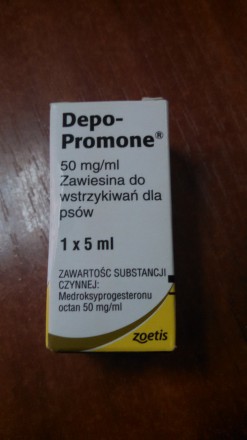 Depo-
Promone®
50 mg/ml
Zawiesina do
wstrzykiwań dla
psów
1 x 5 ml
ZAWARTOŚC SUBSTANCJI
CZYNNEJ:
Medroksyprogesteronu
octan 50 mg/ml
zoetis